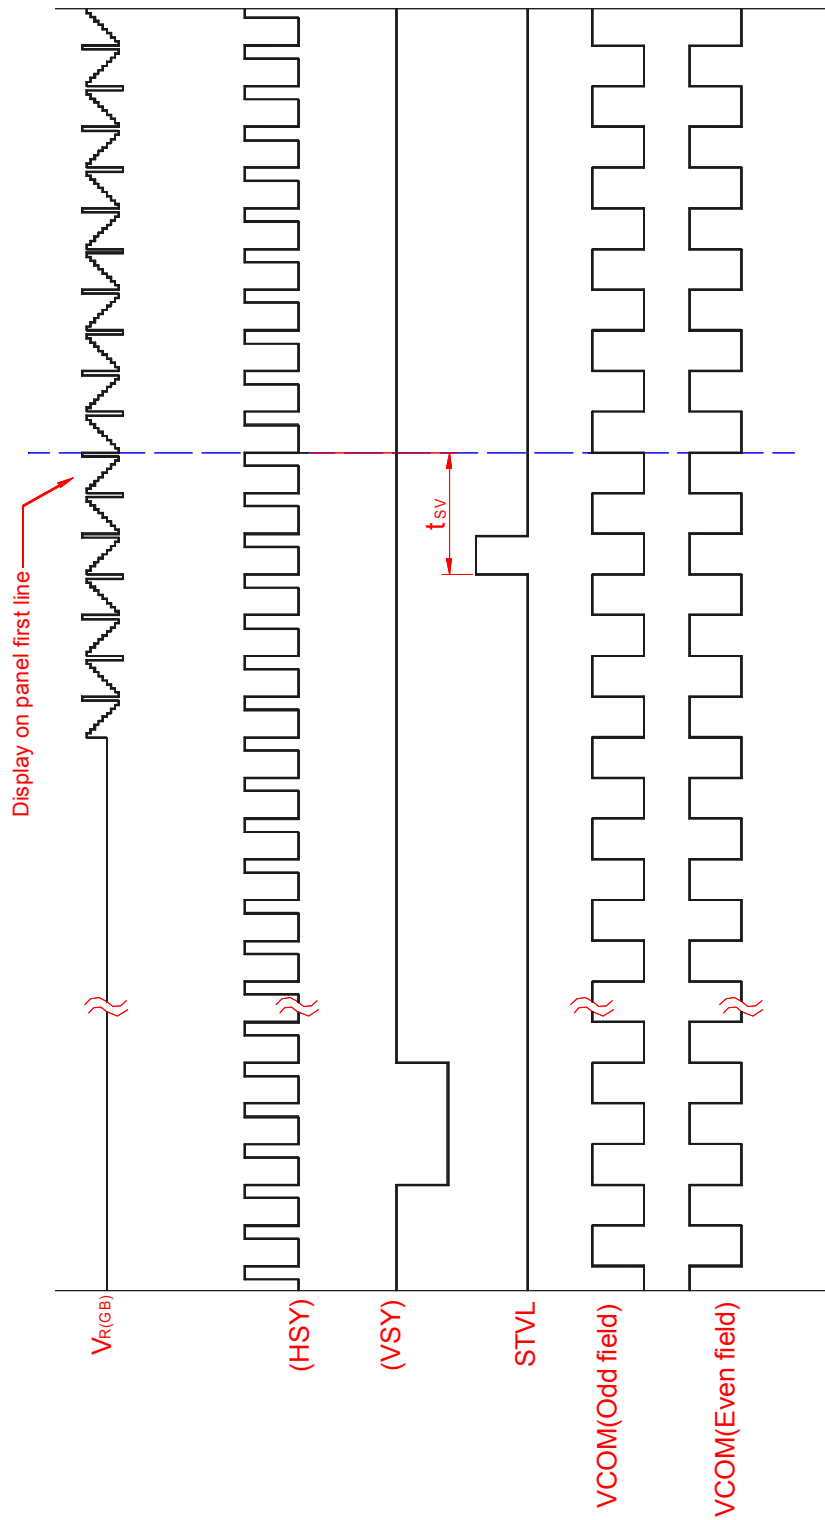 Display on panel first line
tSV
VR(GB)
(HSY)
(VSY)
STVL
VCOM(Odd field)
VCOM(Even field)